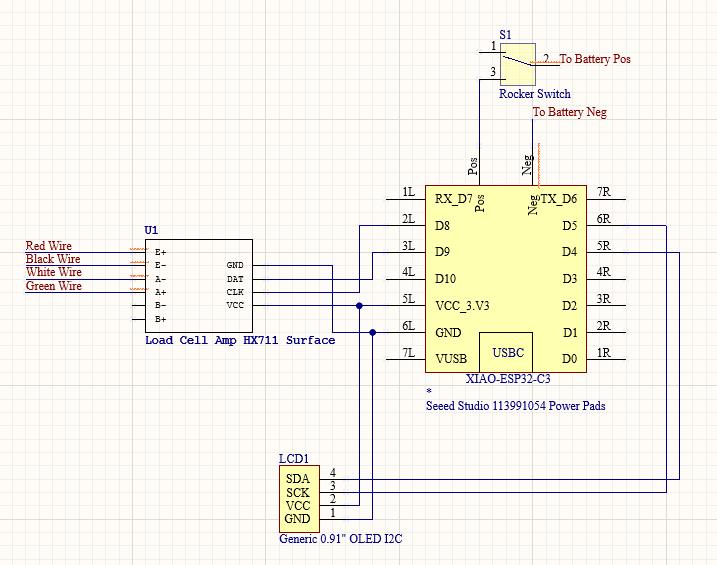 S1
1
2
To Battery Pos
3
Rocker Switch
To Battery Neg
Pos
Neg
1L
RX_D7
Pos
Neg
TX_D6
7R
2L
D8
D5
6R
3L
D9
D4
5R
4L
D10
D3
4R
5L
VCC_3.V3
D2
3R
6L
GND
D1
2R
7L
VUSB
USBC
D0
1R
XIAO-ESP32-C3
*
Seeed Studio 113991054 Power Pads
U1
Red Wire
E+
Black Wire
E-
GND
White Wire
A-
DAT
Green Wire
A+
CLK
B-
VCC
B+
Load Cell Amp HX711 Surface
LCD1
SDA
4
SCK
3
VCC
2
GND
1
Generic 0.91" OLED I2C